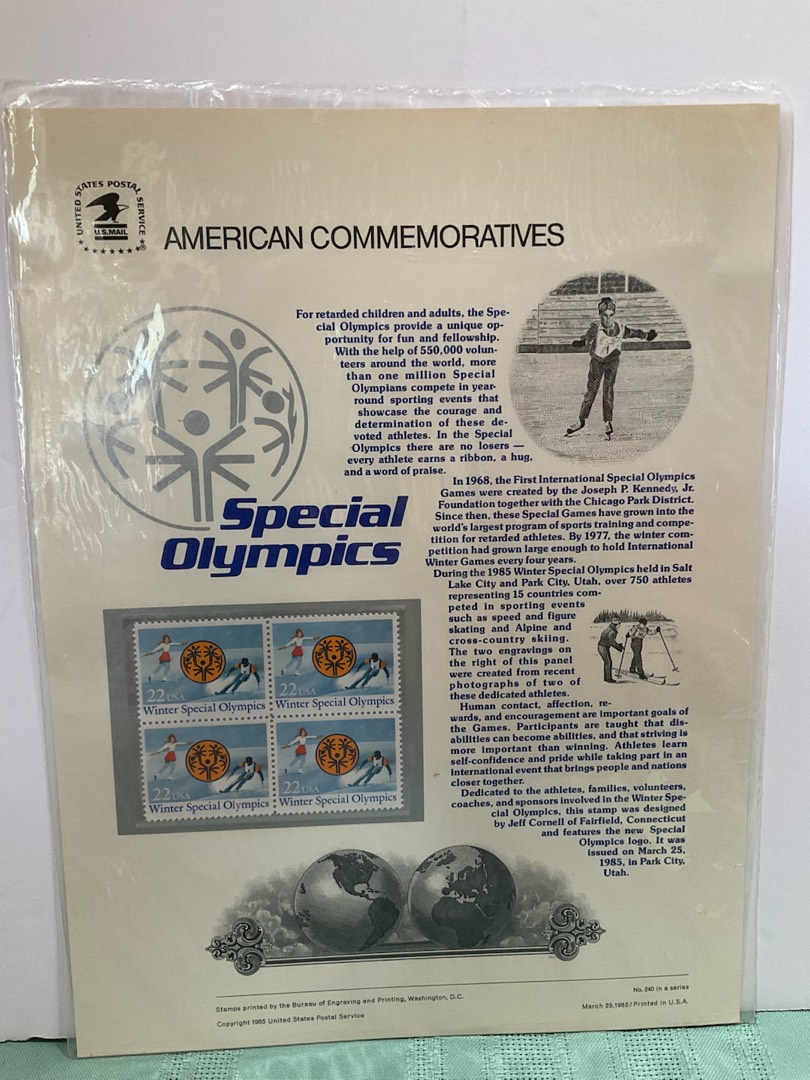 UNITED STATES POSTAL SERVICE
U.S.MAIL
®
AMERICAN COMMEMORATIVES
For retarded children and adults, the Spe-
cial Olympics provide a unique op-
portunity for fun and fellowship.
With the help of 550,000 volun-
teers around the world, more
than one million Special
Olympians compete in year-
round sporting events that
showcase the courage and
determination of these de-
voted athletes. In the Special
Olympics there are no losers —
every athlete earns a ribbon, a hug,
and a word of praise.
In 1968, the First International Special Olympics
Games were created by the Joseph P. Kennedy, Jr.
Foundation together with the Chicago Park District.
Since then, these Special Games have grown into the
world's largest program of sports training and compe-
tition for retarded athletes. By 1977, the winter com-
petition had grown large enough to hold International
Winter Games every four years.
During the 1985 Winter Special Olympics held in Salt
Lake City and Park City, Utah, over 750 athletes
representing 15 countries com-
peted in sporting events
such as speed and figure
skating and Alpine and
cross-country skiing.
The two engravings on
the right of this panel
were created from recent
photographs of two of
these dedicated athletes.
Human contact, affection, re-
wards, and encouragement are important goals of
the Games. Participants are taught that dis-
abilities can become abilities, and that striving is
more important than winning. Athletes learn
self-confidence and pride while taking part in an
international event that brings people and nations
closer together.
Dedicated to the athletes, families, volunteers,
coaches, and sponsors involved in the Winter Spe-
cial Olympics, this stamp was designed
by Jeff Cornell of Fairfield, Connecticut
and features the new Special
Olympics logo. It was
issued on March 25,
1985, in Park City,
Utah.
Special
Olympics
22 USA
Winter Special Olympics
22 USA
Winter Special Olympics
22 USA
Winter Special Olympics
22 USA
Winter Special Olympics
Stamps printed by the Bureau of Engraving and Printing, Washington, D.C.
Copyright 1985 United States Postal Service
No. 240 in a series
March 25,1985/Printed in U.S.A.